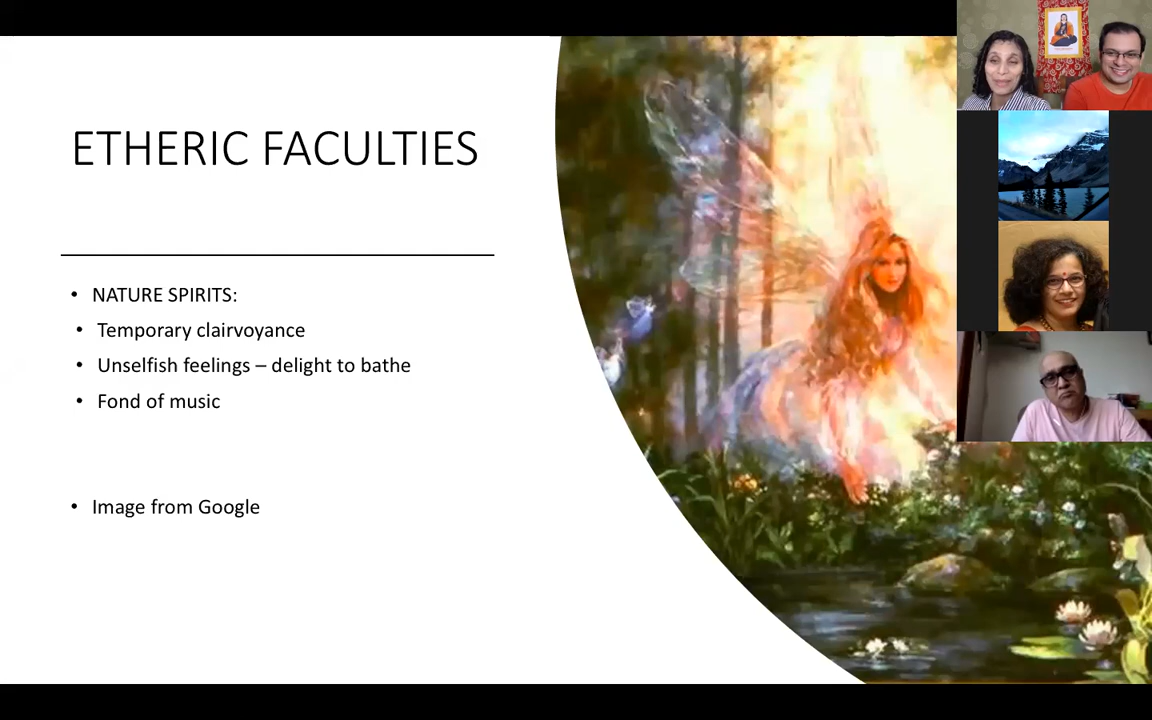 ETHERIC FACULTIES
• NATURE SPIRITS:
• Temporary clairvoyance
• Unselfish feelings – delight to bathe
• Fond of music
• Image from Google